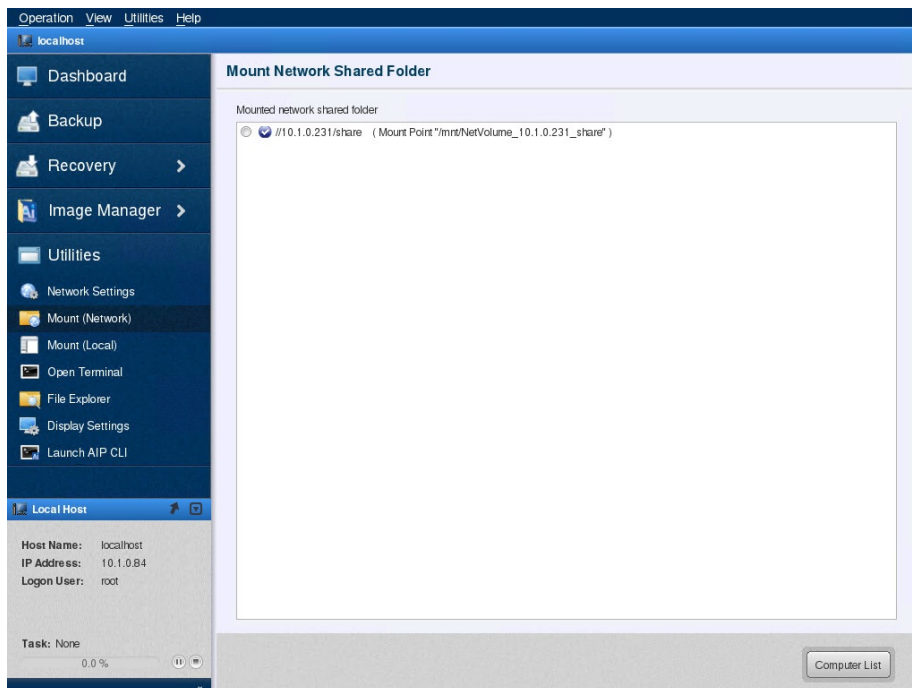 Operation View Utilities Help
localhost
Dashboard
Backup
Recovery
Image Manager
Utilities
Network Settings
Mount (Network)
Mount (Local)
Open Terminal
File Explorer
Display Settings
Launch AIP CLI
Local Host
Host Name: localhost
IP Address: 10.1.0.84
Logon User: root
Task: None
0.0 %
Mount Network Shared Folder
Mounted network shared folder
//10.1.0.231/share ( Mount Point "/mnt/NetVolume_10.1.0.231_share" )
Computer List